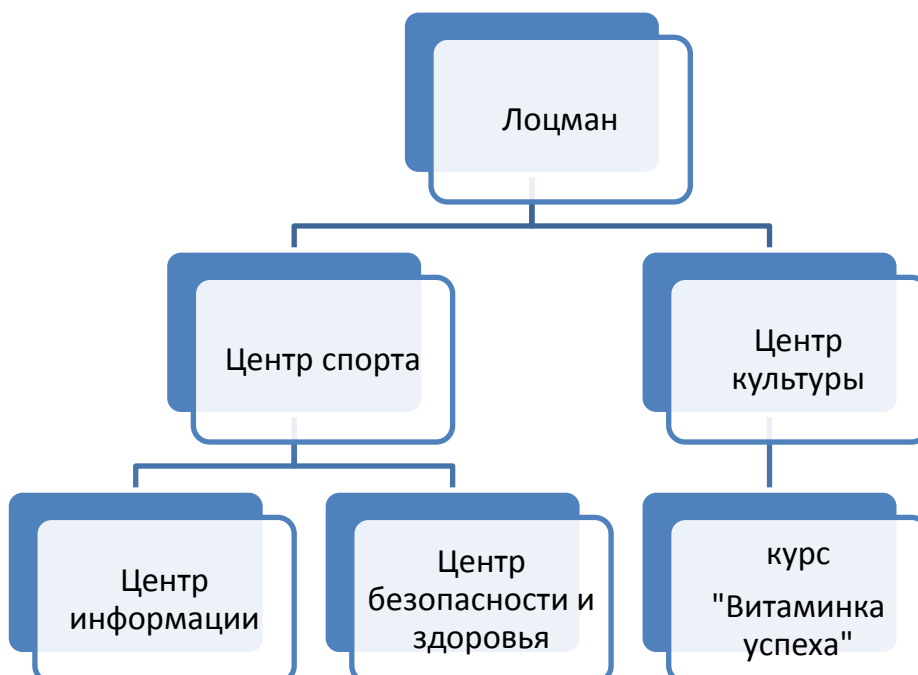 Лоцман
Центр спорта
Центр
культуры
Центр
информации
Центр
безопасности и
здоровья
курс
"Витаминка
успеха"